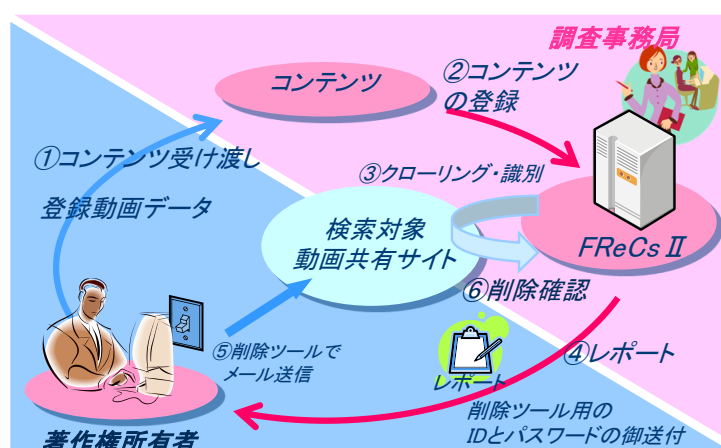 調査事務局
コンテンツ
②コンテンツ
の登録
①コンテンツ受け渡し
登録動画データ
③クローリング・識別
検索対象
動画共有サイト
FReCsⅡ
⑥削除確認
⑤削除ツールで
メール送信
④レポート
レポート
削除ツール用の
IDとパスワードの御送付
著作権所有者